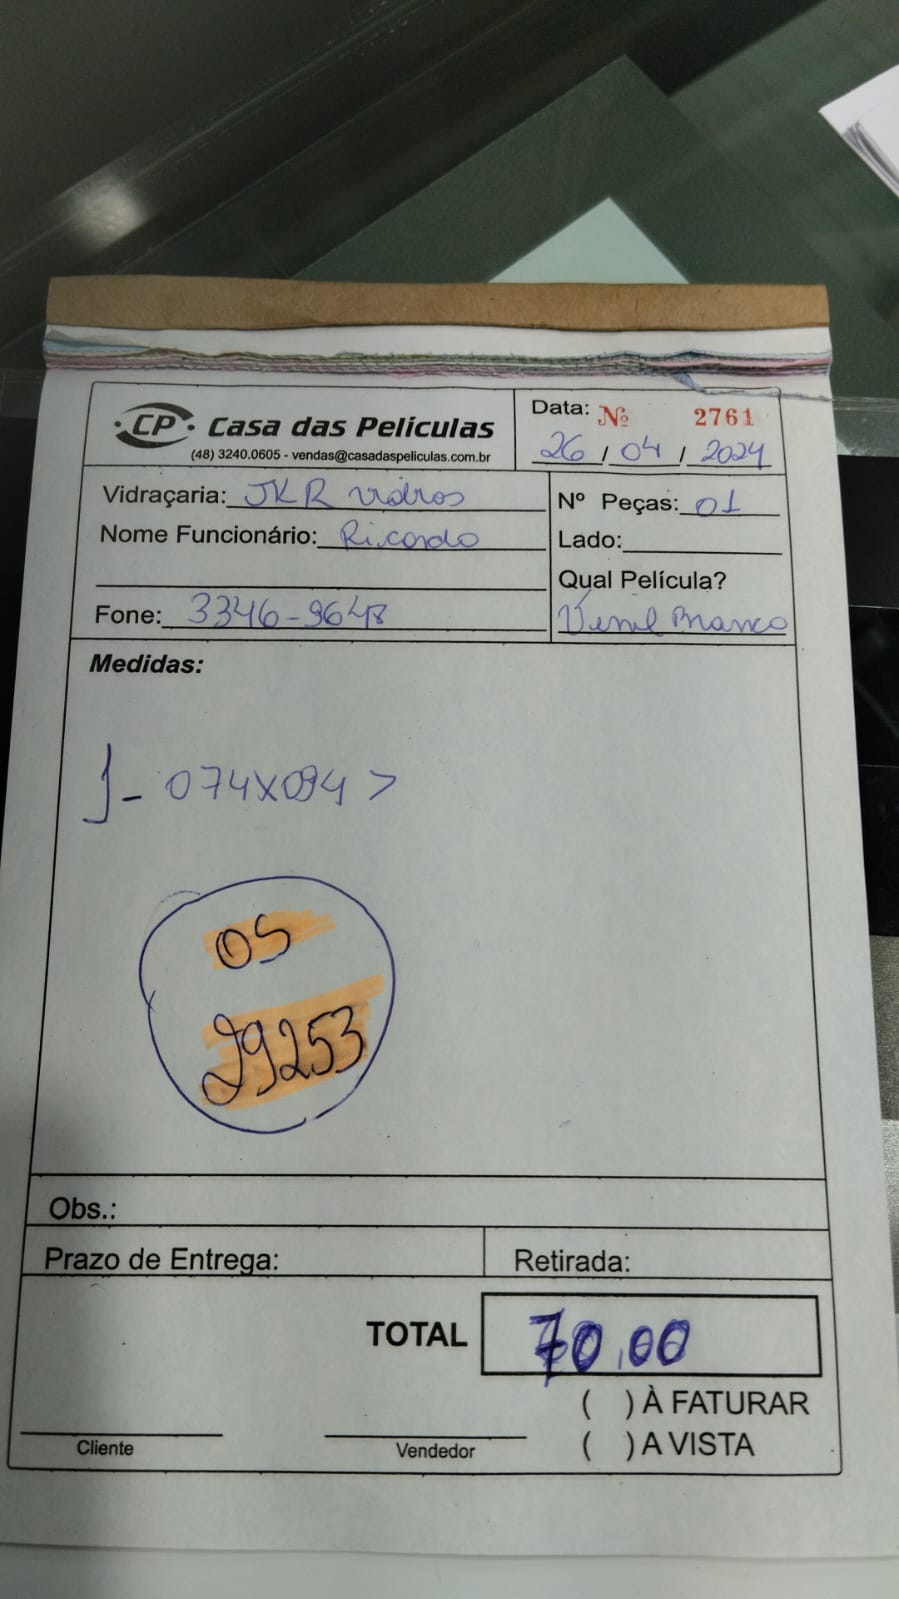 CP Casa das Películas
(48) 3240.0605 - vendas@casadaspeliculas.com.br
Data: Nº 2761
26 / 04 / 2024
Vidraçaria: JKR vidros
Nome Funcionário: Ricardo
Fone: 3346-9648
Nº Peças: 01
Lado:
Qual Película?
Vinil Branco
Medidas:
1- 074X094 >
OS
29253
Obs.:
Prazo de Entrega:
Retirada:
TOTAL 70,00
( ) À FATURAR
( ) A VISTA
Cliente
Vendedor